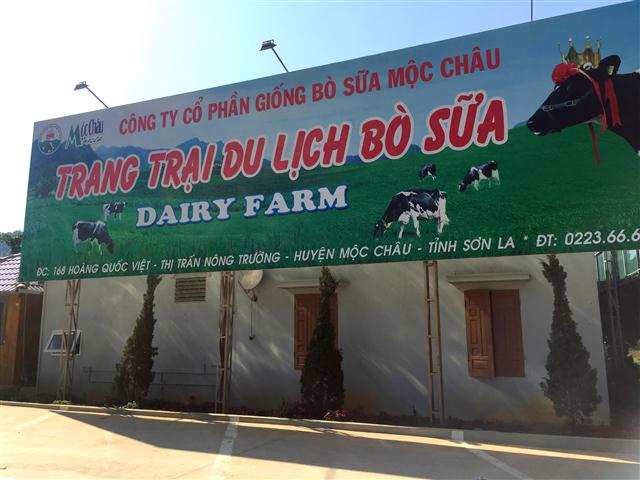 Mộc Châu
Milk
CÔNG TY CỔ PHẦN GIỐNG BÒ SỮA MỘC CHÂU
TRANG TRẠI DU LỊCH BÒ SỮA
DAIRY FARM
ĐC: 168 HOÀNG QUỐC VIỆT - THỊ TRẤN NÔNG TRƯỜNG - HUYỆN MỘC CHÂU - TỈNH SƠN LA * ĐT: 0223.66.6